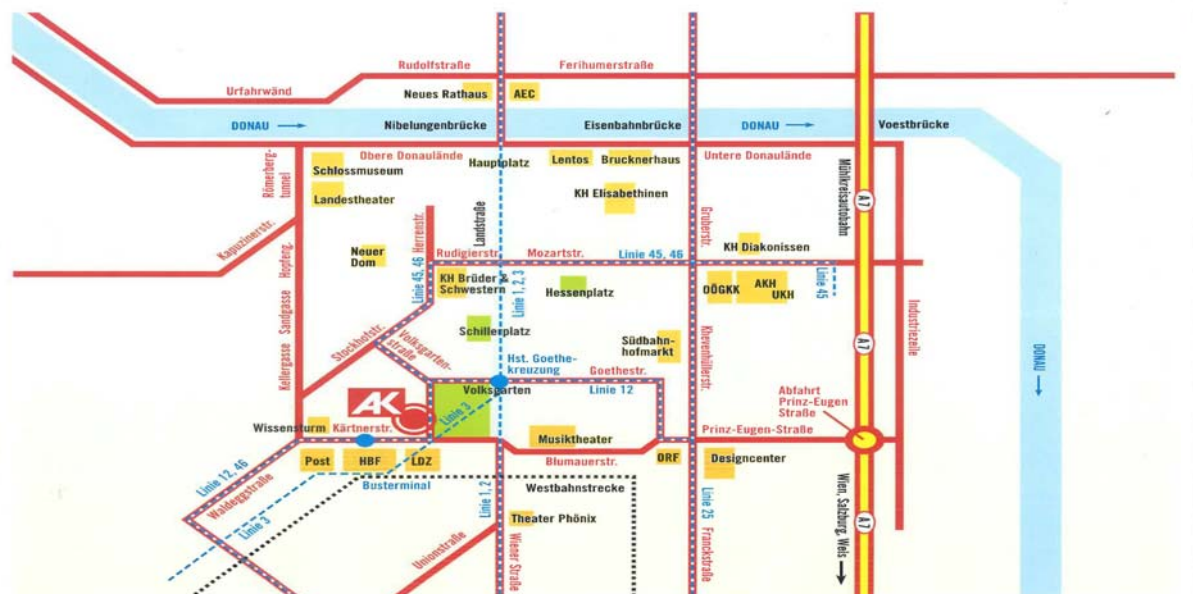 Rudolfstraße
Ferihumerstraße
Urfahrwänd
Neues Rathaus
AEC
DONAU
Nibelungenbrücke
Eisenbahnbrücke
DONAU
Voestbrücke
Obere Donaulände
Hauptplatz
Lentos
Brucknerhaus
Untere Donaulände
Römerberg-
tunnel
Schlossmuseum
Landestheater
KH Elisabethinen
Mühlkreisautobahn
A7
Kapuzinerstr.
Hopfeng.
Neuer
Dom
Herrenstr.
Linie 45, 46
Landstraße
Rudigierstr.
Mozartstr.
Linie 45, 46
Gruberstr.
KH Diakonissen
KH Brüder &
Schwestern
Linie 1, 2, 3
Hessenplatz
OÖGKK
AKH
UKH
Linie 45
Sandgasse
Kellergasse
Stockhofstr.
Volksgarten-
straße
Schillerplatz
Südbahn-
hofmarkt
Khevenhüllerstr.
A7
Industriezeile
DONAU
Hst. Goethe-
kreuzung
Goethestr.
Linie 12
Volksgarten
Linie 3
AK
Abfahrt
Prinz-Eugen
Straße
Wissensturm
Kärtnerstr.
Musiktheater
Prinz-Eugen-Straße
Post
HBF
LDZ
Blumauerstr.
DRF
Designcenter
Linie 12, 46
Waldeggstraße
Linie 3
Busterminal
Linie 1, 2
Westbahnstrecke
Linie 25
Theater Phönix
Unionstraße
Wiener Straße
Franckstraße
A7
Wien, Salzburg, Wels